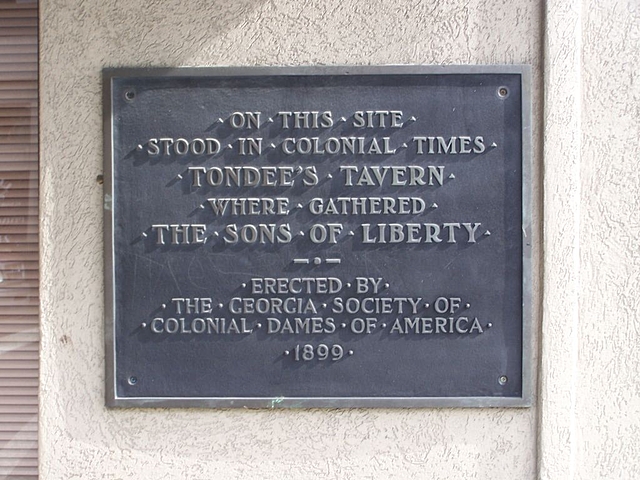 ·ON·THIS·SITE·
·STOOD·IN·COLONIAL·TIMES·
·TONDEE'S·TAVERN·
·WHERE·GATHERED·
·THE·SONS·OF·LIBERTY·
·ERECTED·BY·
·THE·GEORGIA·SOCIETY·OF·
·COLONIAL·DAMES·OF·AMERICA·
·1899·